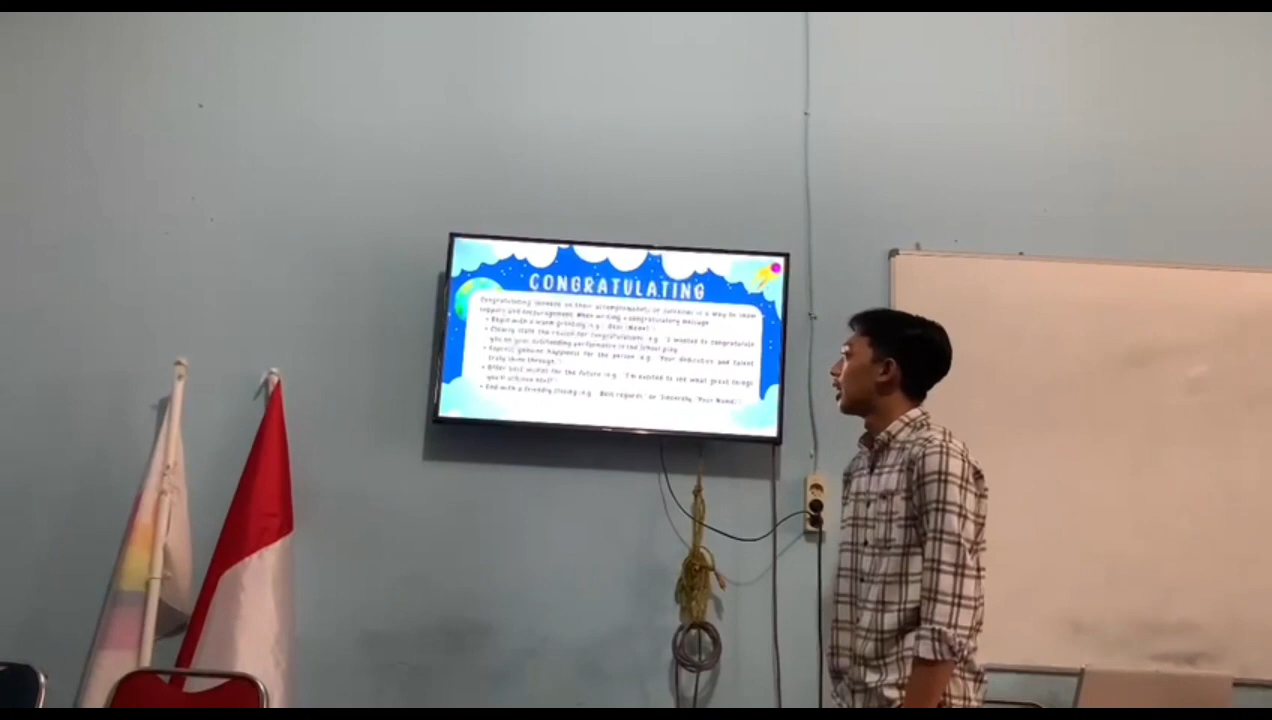 CONGRATULATING
Congratulating someone on their accomplishments or successes is a way to show
support and encouragement. When writing a congratulatory message
• Begin with a warm greeting (e.g., "Dear [Name],")
• Clearly state the reason for congratulations, e.g. "I wanted to congratulate
you on your outstanding performance in the school play
• Express genuine happiness for the person (e.g., "Your dedication and talent
truly shine through.")
• Offer best wishes for the future (e.g., "I'm excited to see what great things
you'll achieve next!")
• End with a friendly closing (e.g., "Best regards," or "Sincerely, [Your Name]")